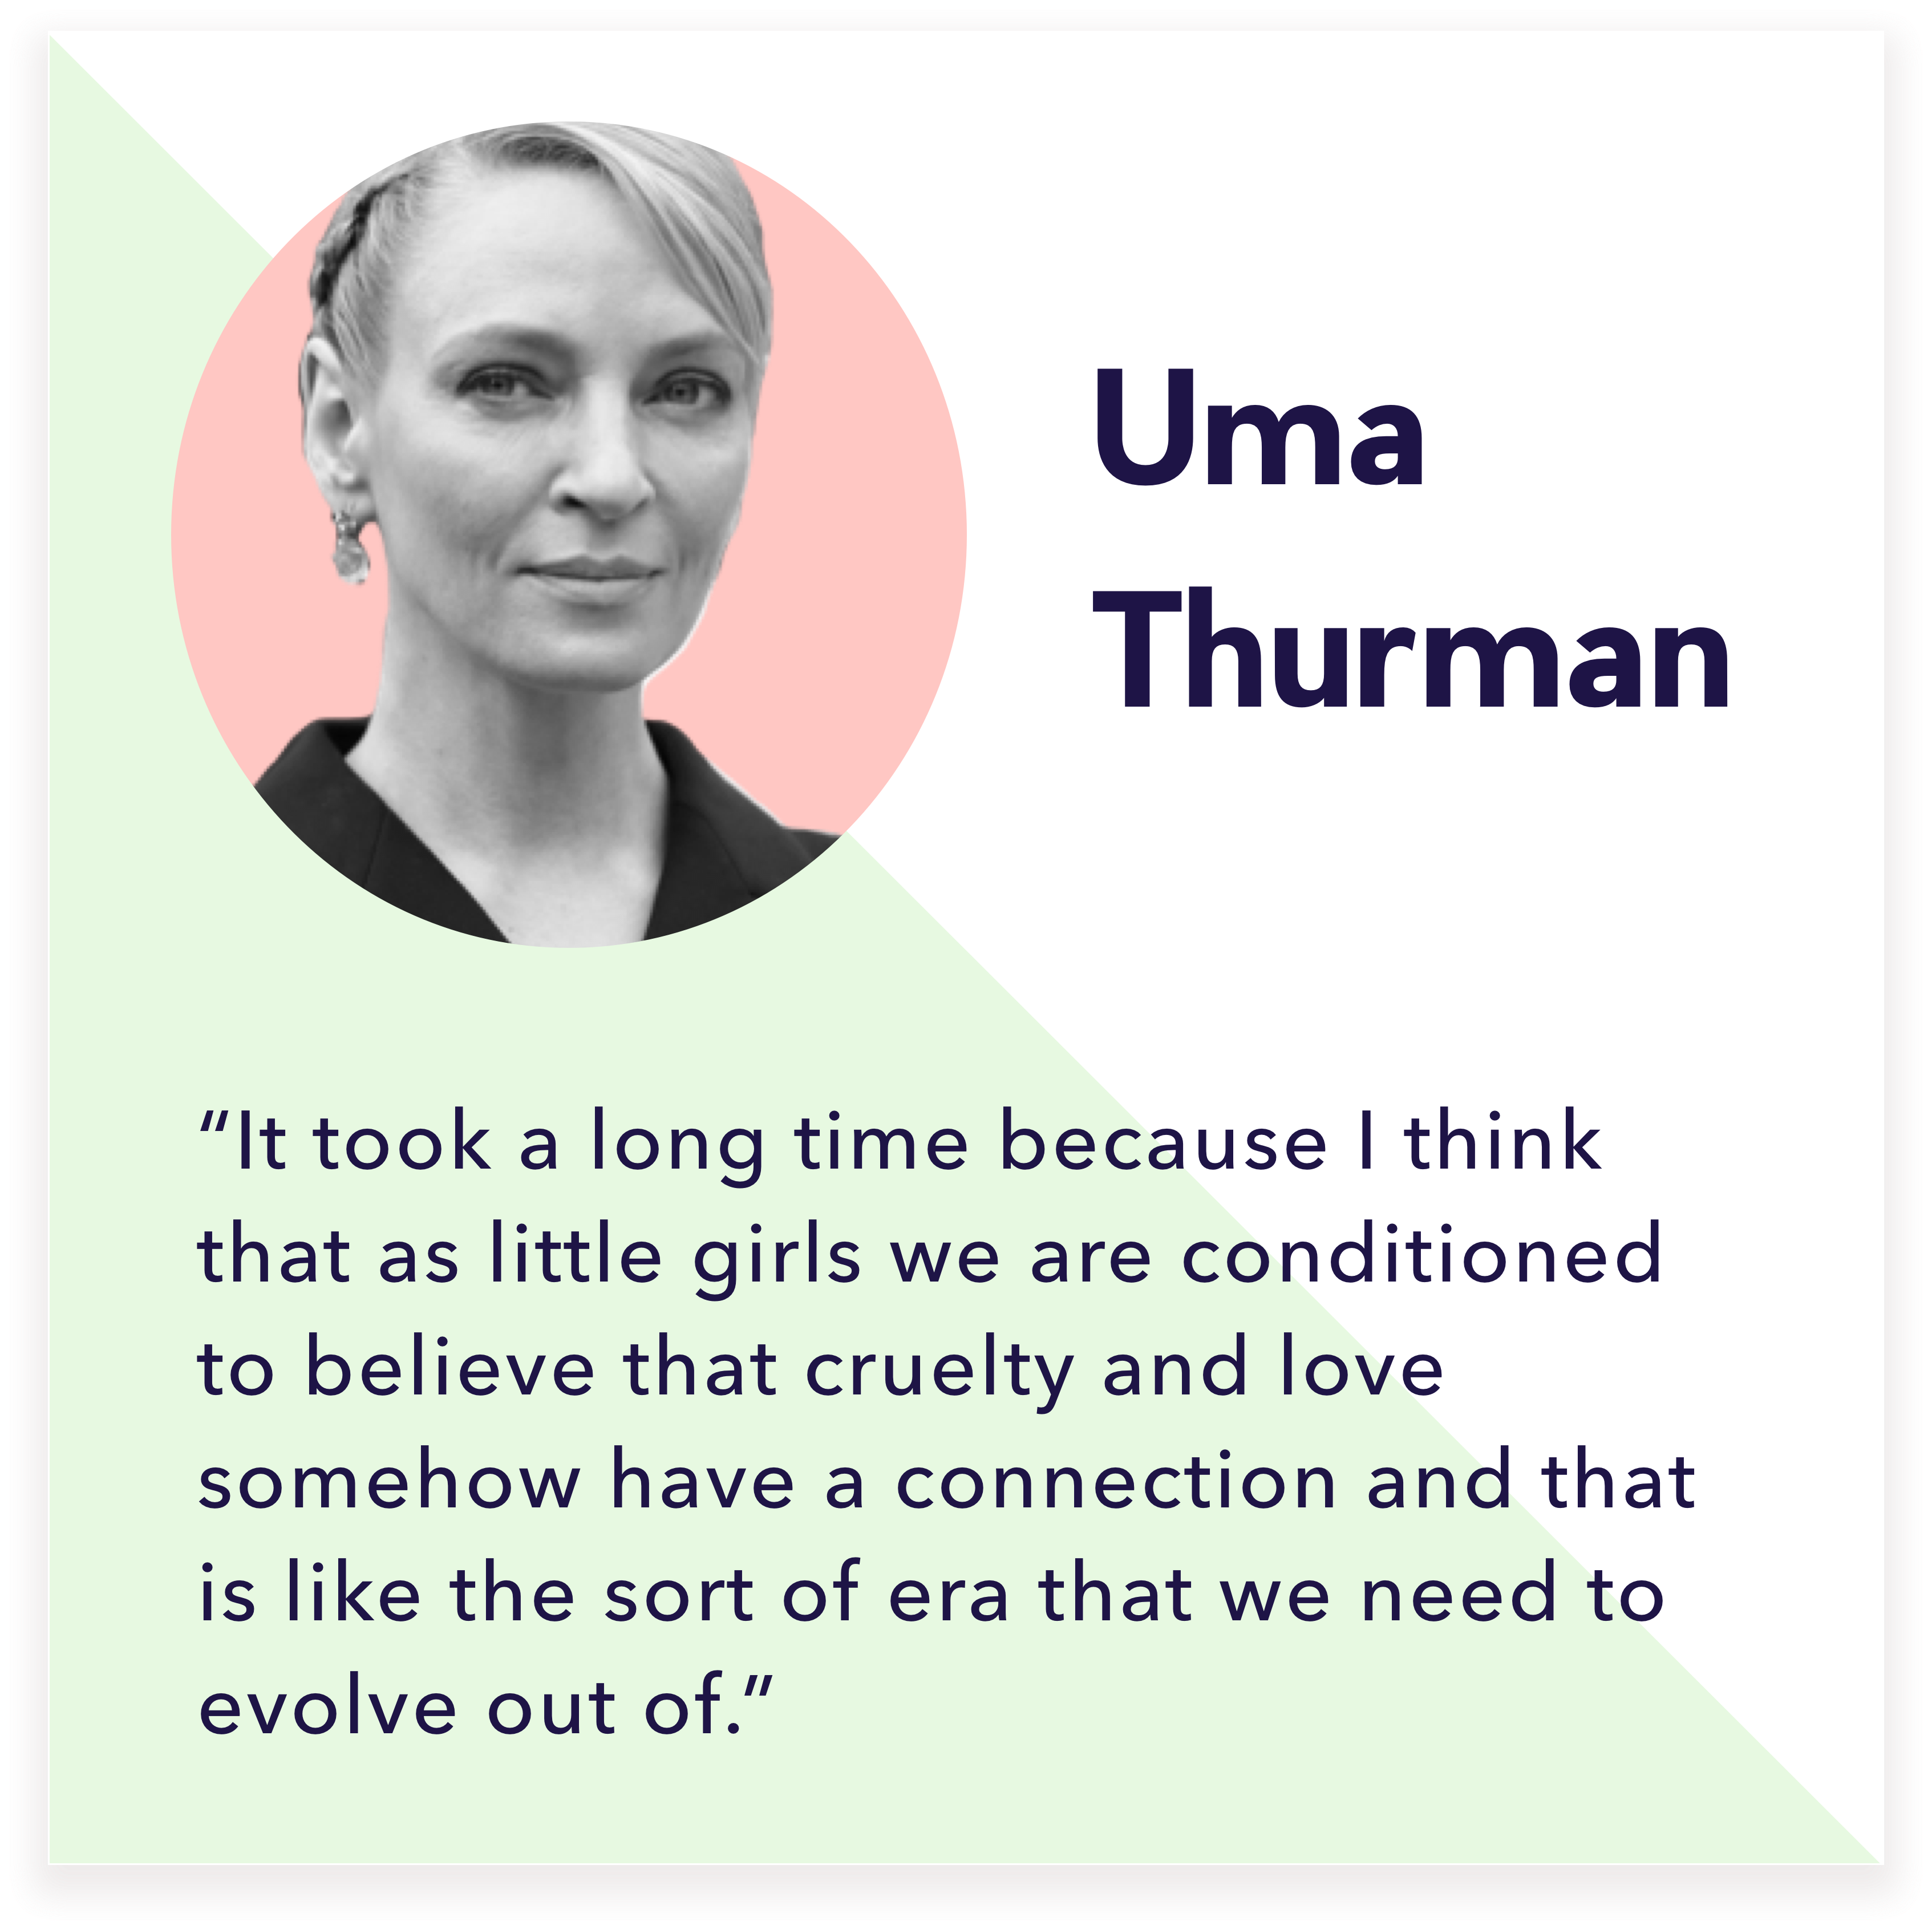 Uma
Thurman
“It took a long time because I think
that as little girls we are conditioned
to believe that cruelty and love
somehow have a connection and that
is like the sort of era that we need to
evolve out of.”